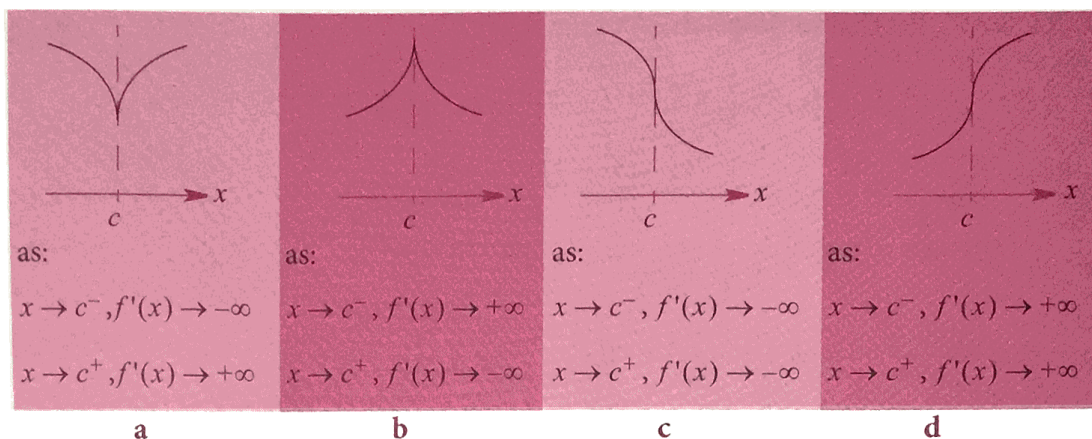 x
c
as:
x → c⁻, f'(x) → −∞
x → c⁺, f'(x) → +∞
a
x
c
as:
x → c⁻, f'(x) → +∞
x → c⁺, f'(x) → −∞
b
x
c
as:
x → c⁻, f'(x) → −∞
x → c⁺, f'(x) → −∞
c
x
c
as:
x → c⁻, f'(x) → +∞
x → c⁺, f'(x) → +∞
d